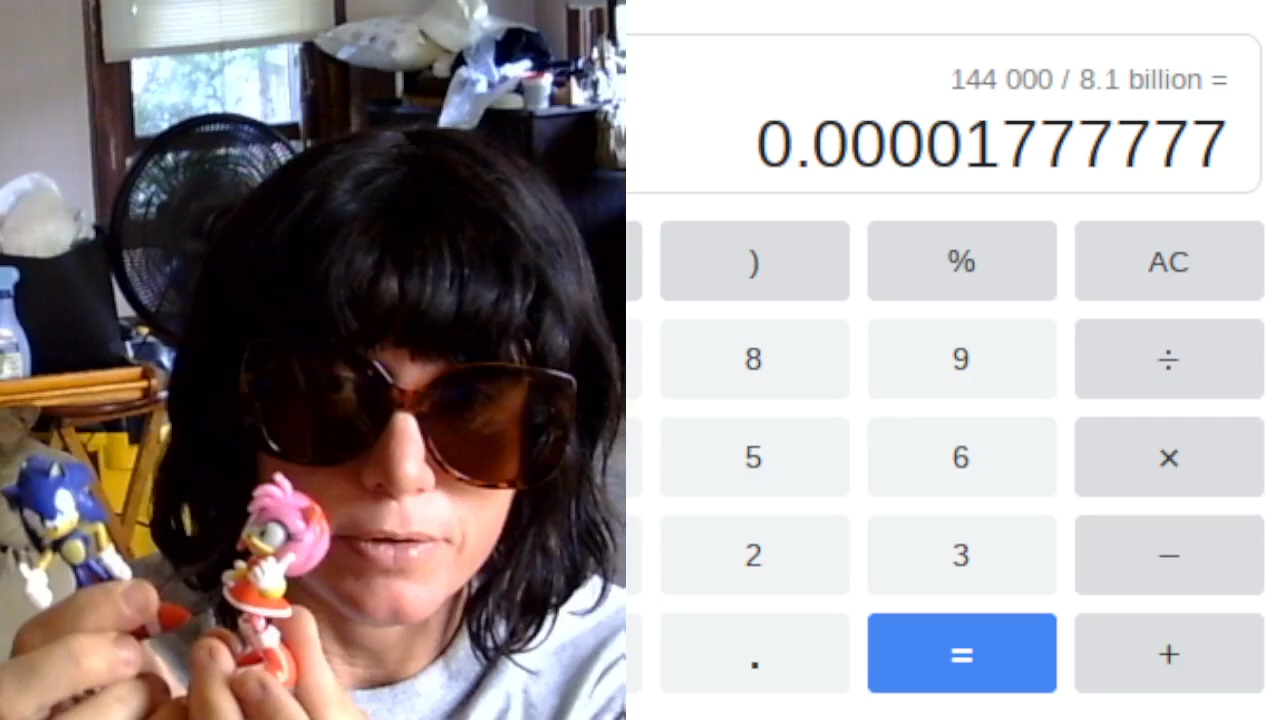 144 000 / 8.1 billion =
0.00001777777
) % AC
8 9 ÷
5 6 ×
2 3 −
. = +